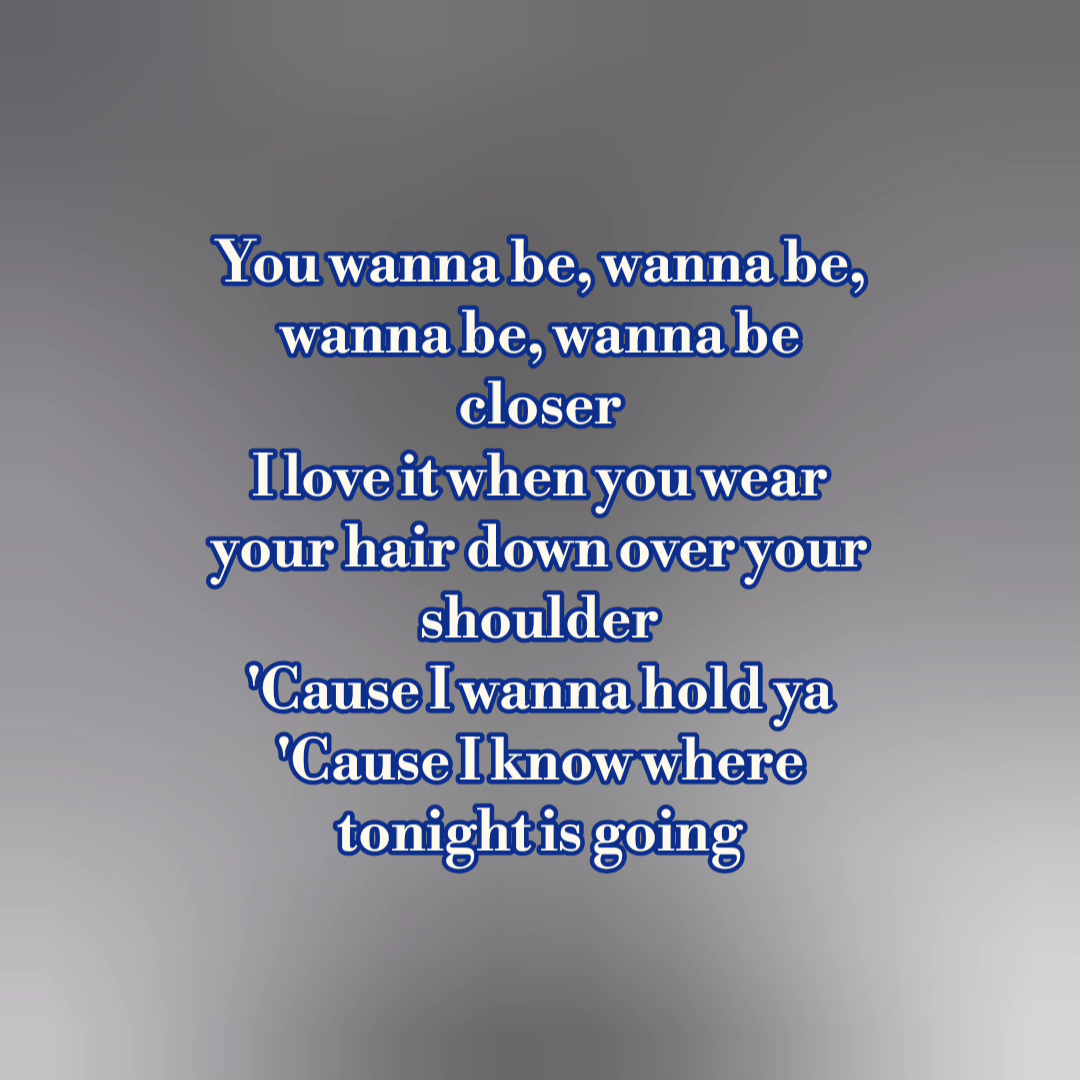 You wanna be, wanna be,
wanna be, wanna be
closer
I love it when you wear
your hair down over your
shoulder
'Cause I wanna hold ya
'Cause I know where
tonight is going